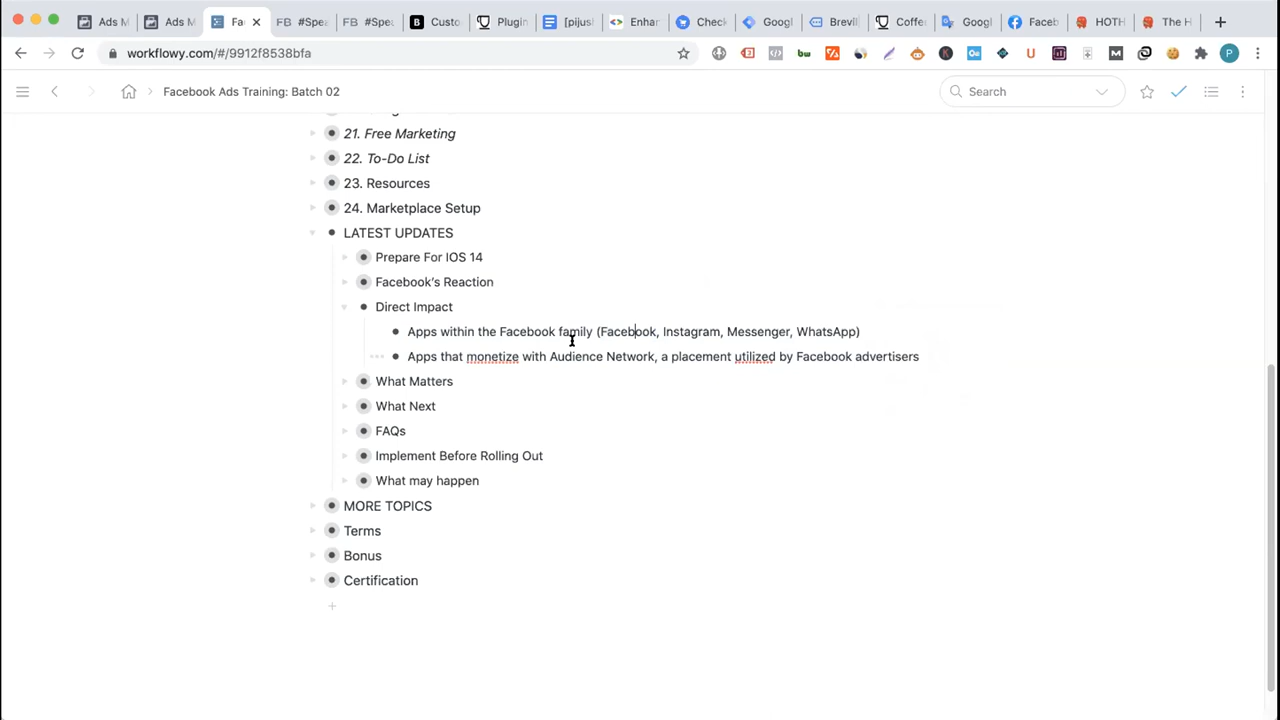 Ads M
Ads M
Fa
FB #Spea
FB #Spe
Custo
Plugin
[pijus
Enhan
Check
Goog
Brevil
Coffe
Googl
Faceb
HOTH
The H
workflowy.com/#/9912f8538bfa
Facebook Ads Training: Batch 02
Search
21. Free Marketing
22. To-Do List
23. Resources
24. Marketplace Setup
LATEST UPDATES
Prepare For IOS 14
Facebook's Reaction
Direct Impact
Apps within the Facebook family (Facebook, Instagram, Messenger, WhatsApp)
Apps that monetize with Audience Network, a placement utilized by Facebook advertisers
What Matters
What Next
FAQs
Implement Before Rolling Out
What may happen
MORE TOPICS
Terms
Bonus
Certification